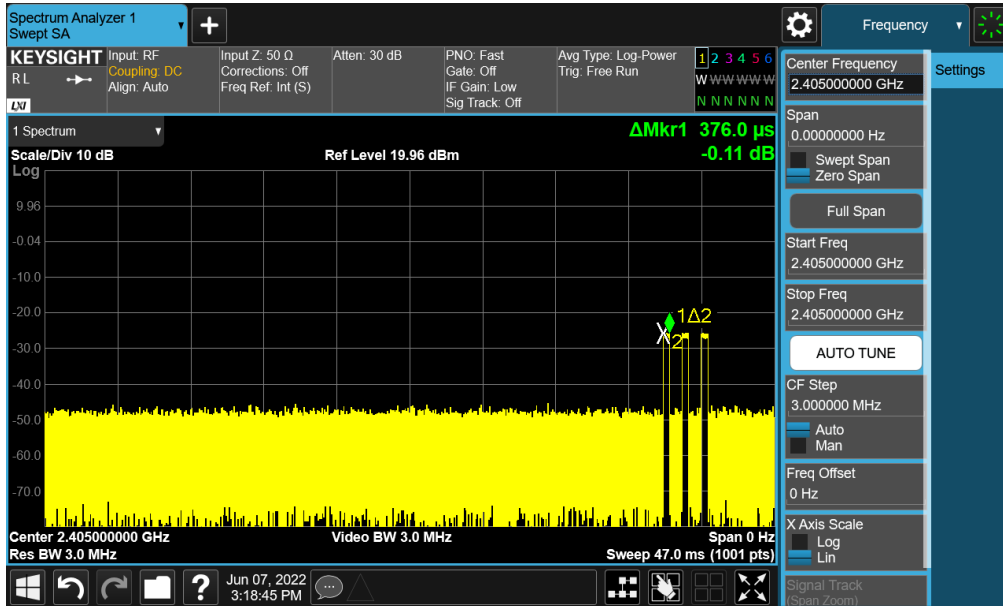 Spectrum Analyzer 1
Swept SA
Frequency
KEYSIGHT
RL
LXI
Input: RF
Coupling: DC
Align: Auto
Input Z: 50 Ω
Corrections: Off
Freq Ref: Int (S)
Atten: 30 dB
PNO: Fast
Gate: Off
IF Gain: Low
Sig Track: Off
Avg Type: Log-Power
Trig: Free Run
1 2 3 4 5 6
W W W W W W
N N N N N N
Center Frequency
2.405000000 GHz
Settings
1 Spectrum
ΔMkr1 376.0 µs
-0.11 dB
Scale/Div 10 dB
Ref Level 19.96 dBm
Log
9.96
-0.04
-10.0
-20.0
-30.0
-40.0
-50.0
-60.0
-70.0
1Δ2
X2
Center 2.405000000 GHz
Video BW 3.0 MHz
Span 0 Hz
Res BW 3.0 MHz
Sweep 47.0 ms (1001 pts)
Span
0.00000000 Hz
Swept Span
Zero Span
Full Span
Start Freq
2.405000000 GHz
Stop Freq
2.405000000 GHz
AUTO TUNE
CF Step
3.000000 MHz
Auto
Man
Freq Offset
0 Hz
X Axis Scale
Log
Lin
Signal Track
(Span Zoom)
?
Jun 07, 2022
3:18:45 PM